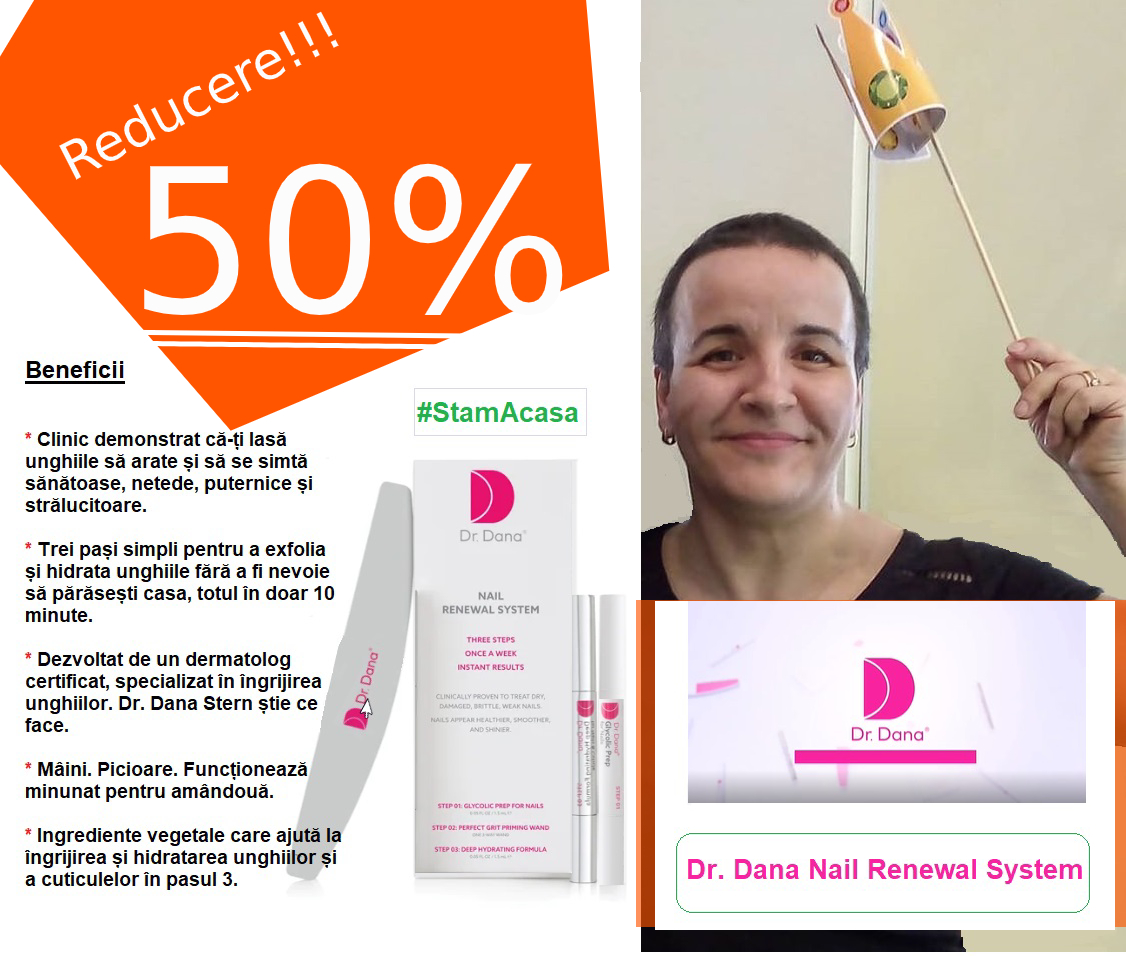 Reducere!!!
50%
Beneficii
* Clinic demonstrat că-ți lasă
unghiile să arate și să se simtă
sănătoase, netede, puternice și
strălucitoare.
* Trei pași simpli pentru a exfolia
și hidrata unghiile fără a fi nevoie
să părăsești casa, totul în doar 10
minute.
* Dezvoltat de un dermatolog
certificat, specializat în îngrijirea
unghiilor. Dr. Dana Stern știe ce
face.
* Mâini. Picioare. Funcționează
minunat pentru amândouă.
* Ingrediente vegetale care ajută la
îngrijirea și hidratarea unghiilor și
a cuticulelor în pasul 3.
#StamAcasa
Dr. Dana
Dr. Dana®
NAIL
RENEWAL SYSTEM
THREE STEPS
ONCE A WEEK
INSTANT RESULTS
CLINICALLY PROVEN TO TREAT DRY,
DAMAGED, BRITTLE, WEAK NAILS
NAILS APPEAR HEALTHIER, SMOOTHER,
AND SHINIER
STEP 01: GLYCOLIC PREP FOR NAILS
STEP 02: PERFECT GRIT PRIMING WAND
STEP 03: DEEP HYDRATING FORMULA
Dr. Dana®
Glycolic Prep
Dr. Dana®
Dr. Dana Nail Renewal System